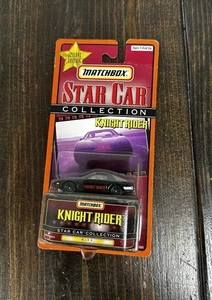 MATCHBOX
STAR CAR
COLLECTION
KNIGHT RIDER
MATCHBOX
KNIGHT RIDER
STAR CAR COLLECTION